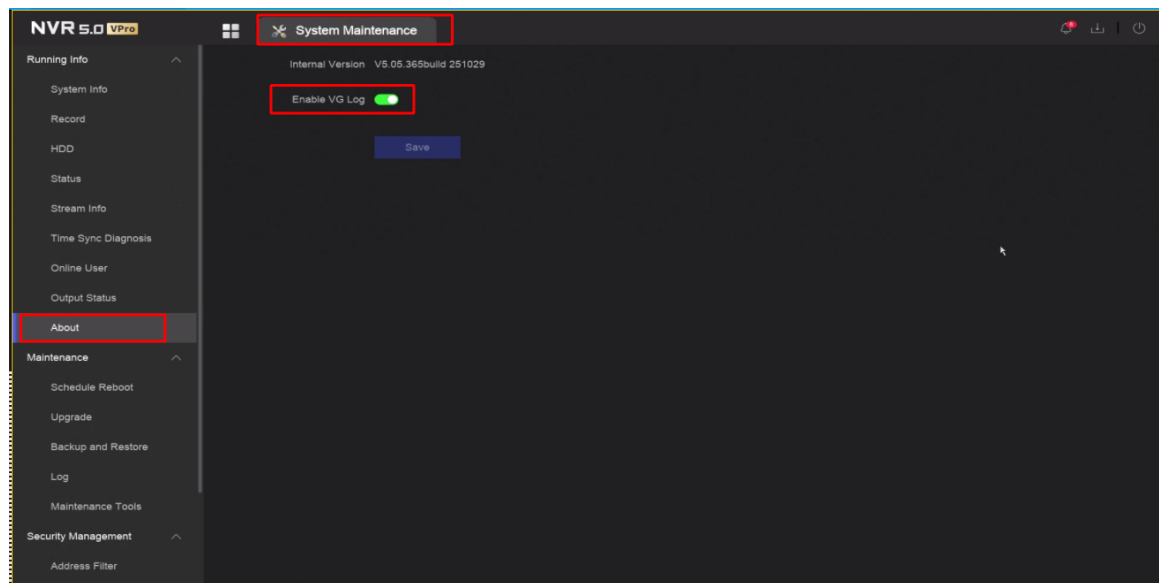 NVR 5.0 VPro
System Maintenance
Running Info
System Info
Record
HDD
Status
Stream Info
Time Sync Diagnosis
Online User
Output Status
About
Maintenance
Schedule Reboot
Upgrade
Backup and Restore
Log
Maintenance Tools
Security Management
Address Filter
Internal Version V5.05.365build 251029
Enable VG Log
Save